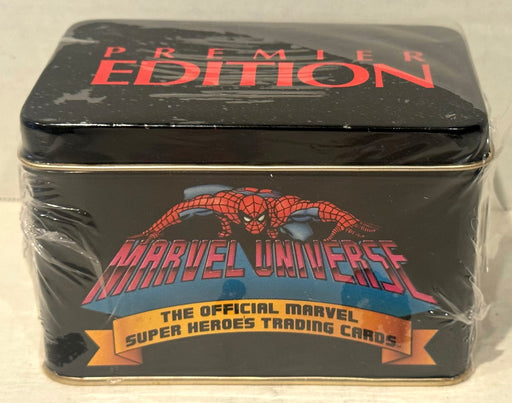 PREMIER
EDITION
MARVEL UNIVERSE
THE OFFICIAL MARVEL
SUPER HEROES TRADING CARDS